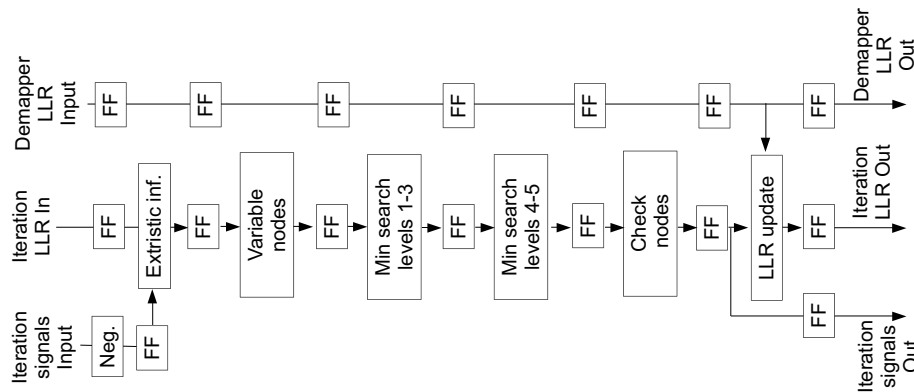 Demapper
LLR
Input
FF
FF
FF
FF
FF
FF
FF
Demapper
LLR
Out
Iteration
LLR In
FF
Extristic inf.
FF
Variable
nodes
FF
Min search
levels 1-3
FF
Min search
levels 4-5
FF
Check
nodes
FF
LLR update
FF
Iteration
LLR Out
Iteration
signals
Input
Neg.
FF
FF
Iteration
signals
Out